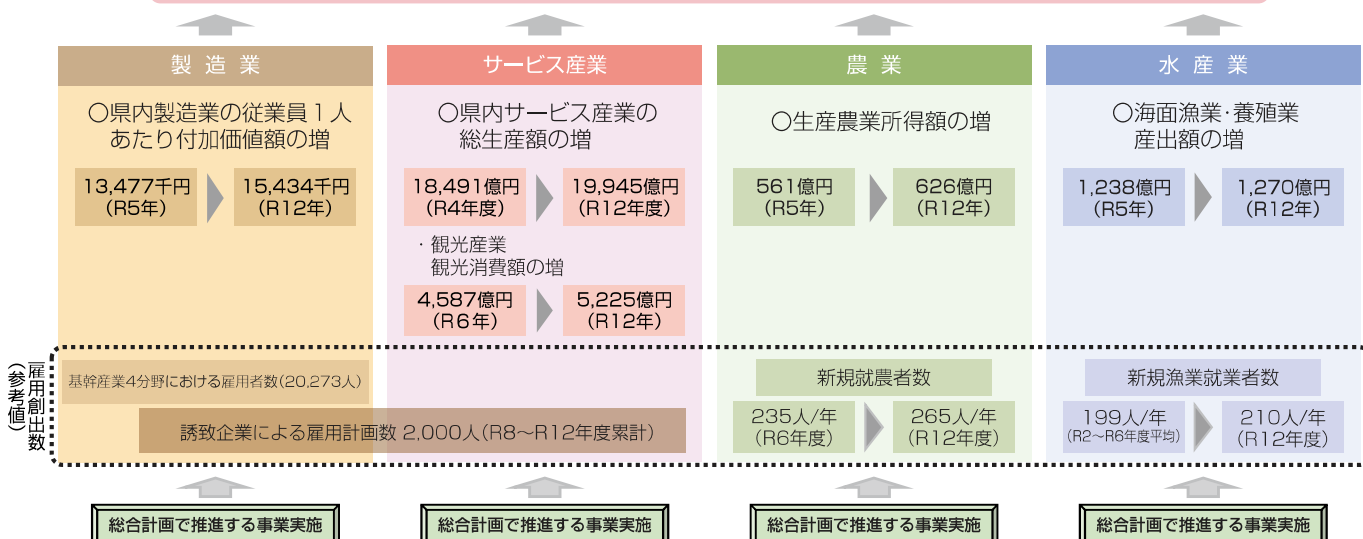 製造業
○県内製造業の従業員1人
あたり付加価値額の増
13,477千円
(R5年)
15,434千円
(R12年)
サービス産業
○県内サービス産業の
総生産額の増
18,491億円
(R4年度)
19,945億円
(R12年度)
・観光産業
観光消費額の増
4,587億円
(R6年)
5,225億円
(R12年)
農業
○生産農業所得額の増
561億円
(R5年)
626億円
(R12年)
水産業
○海面漁業・養殖業
産出額の増
1,238億円
(R5年)
1,270億円
(R12年)
雇用創出数
(参考値)
基幹産業4分野における雇用者数(20,273人)
誘致企業による雇用計画数 2,000人(R8～R12年度累計)
新規就農者数
235人/年
(R6年度)
265人/年
(R12年度)
新規漁業就業者数
199人/年
(R2～R6年度平均)
210人/年
(R12年度)
総合計画で推進する事業実施
総合計画で推進する事業実施
総合計画で推進する事業実施
総合計画で推進する事業実施